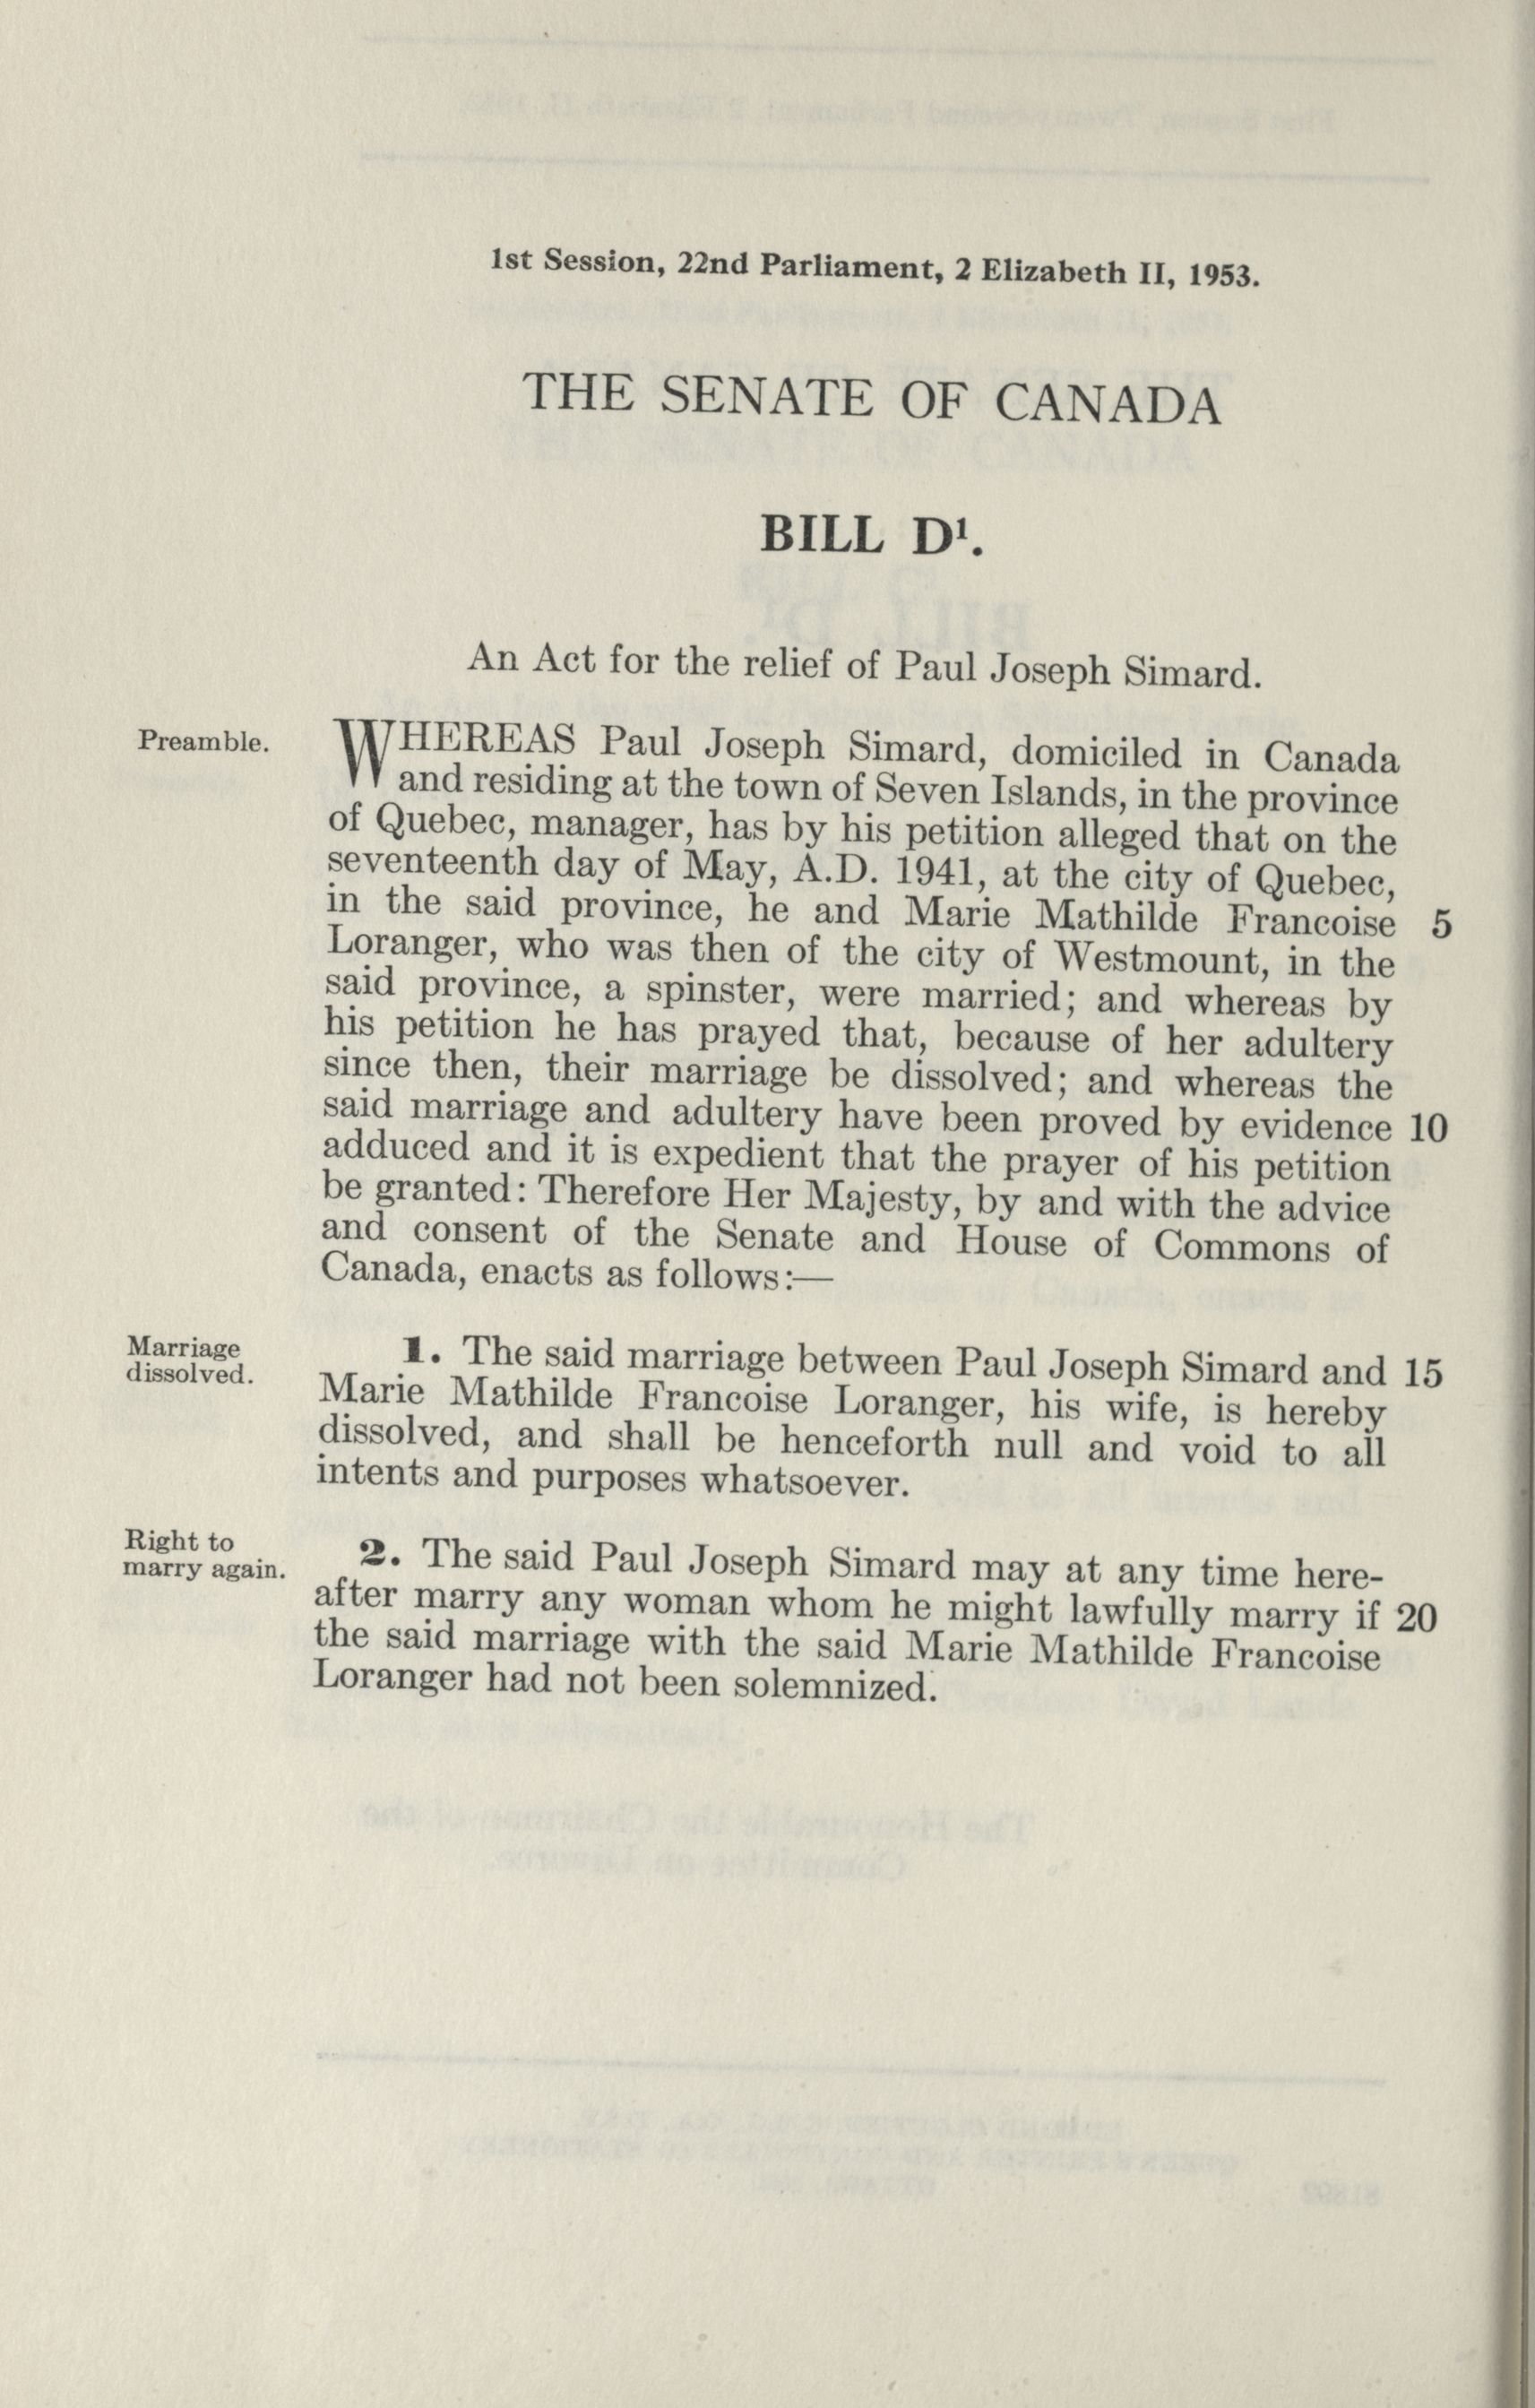 1st Session, 22nd Parliament, 2 Elizabeth II, 1953.
THE SENATE OF CANADA
BILL D¹.
An Act for the relief of Paul Joseph Simard.
Preamble.
WHEREAS Paul Joseph Simard, domiciled in Canada
and residing at the town of Seven Islands, in the province
of Quebec, manager, has by his petition alleged that on the
seventeenth day of May, A.D. 1941, at the city of Quebec,
in the said province, he and Marie Mathilde Francoise 5
Loranger, who was then of the city of Westmount, in the
said province, a spinster, were married; and whereas by
his petition he has prayed that, because of her adultery
since then, their marriage be dissolved; and whereas the
said marriage and adultery have been proved by evidence 10
adduced and it is expedient that the prayer of his petition
be granted: Therefore Her Majesty, by and with the advice
and consent of the Senate and House of Commons of
Canada, enacts as follows:—
Marriage
dissolved.
1. The said marriage between Paul Joseph Simard and 15
Marie Mathilde Francoise Loranger, his wife, is hereby
dissolved, and shall be henceforth null and void to all
intents and purposes whatsoever.
Right to
marry again.
2. The said Paul Joseph Simard may at any time here-
after marry any woman whom he might lawfully marry if 20
the said marriage with the said Marie Mathilde Francoise
Loranger had not been solemnized.